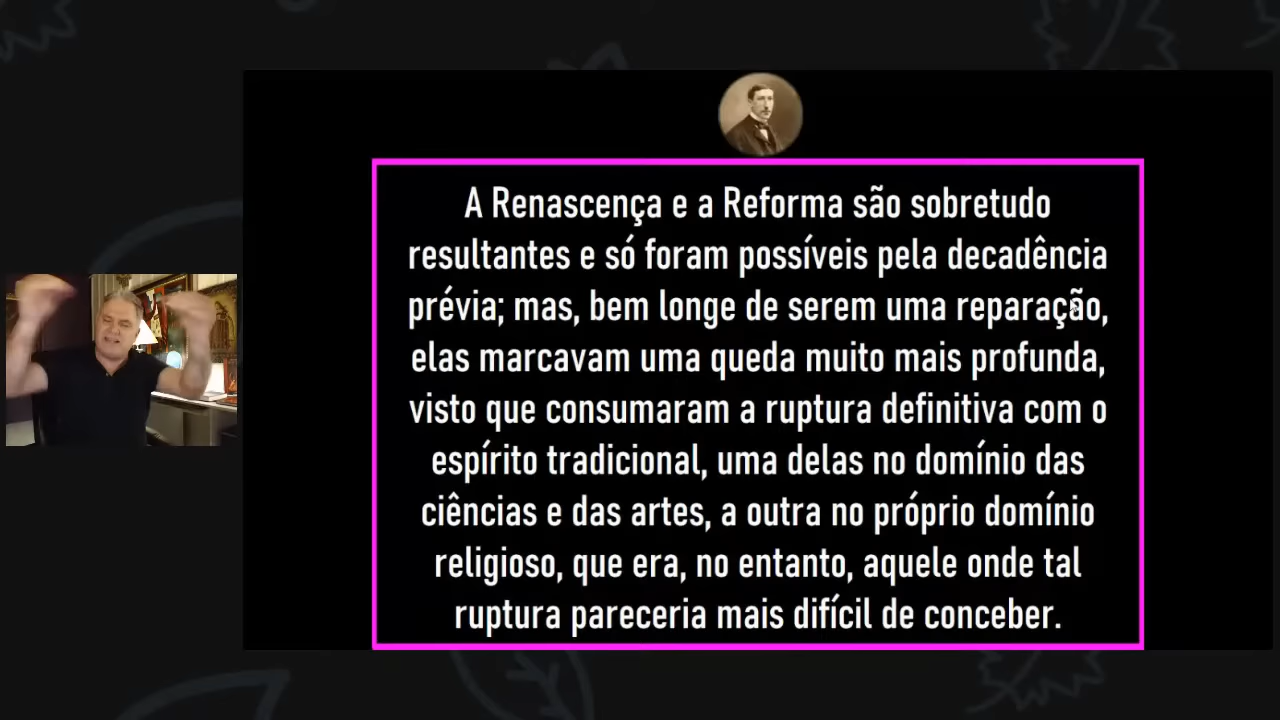 A Renascença e a Reforma são sobretudo
resultantes e só foram possíveis pela decadência
prévia; mas, bem longe de serem uma reparação,
elas marcavam uma queda muito mais profunda,
visto que consumaram a ruptura definitiva com o
espírito tradicional, uma delas no domínio das
ciências e das artes, a outra no próprio domínio
religioso, que era, no entanto, aquele onde tal
ruptura pareceria mais difícil de conceber.